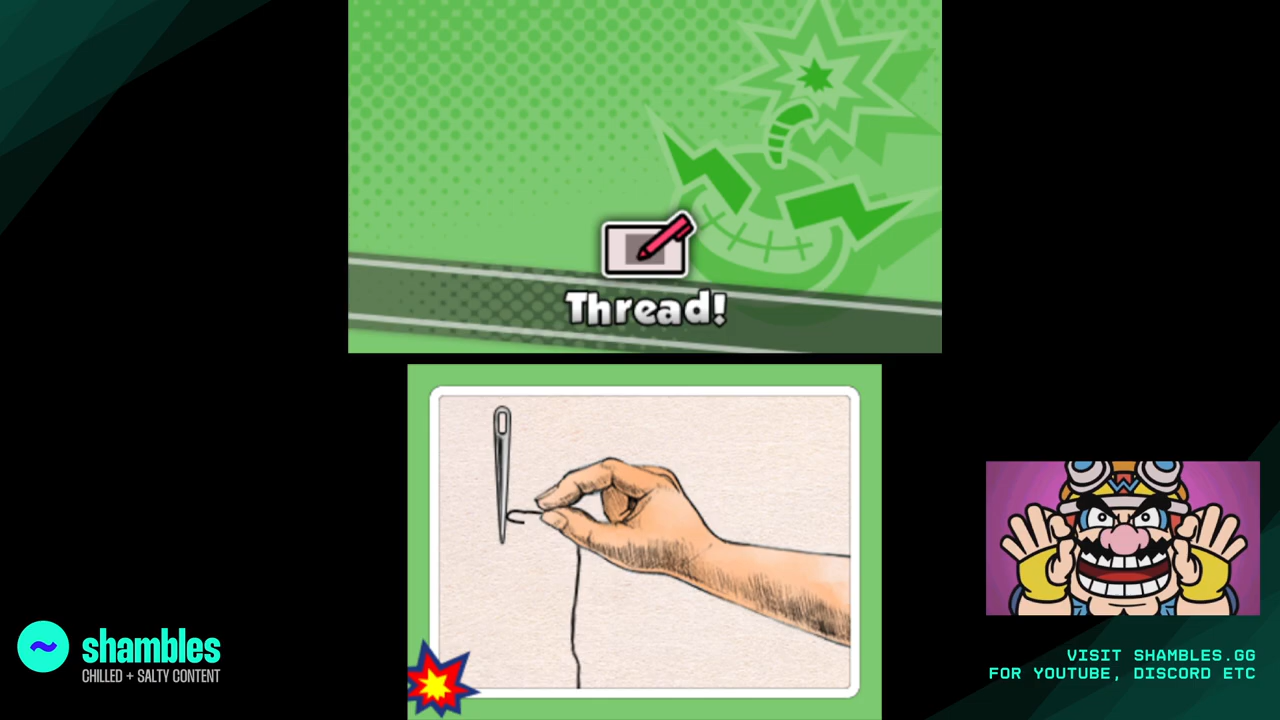 Thread!
shambles
CHILLED + SALTY CONTENT
VISIT SHAMBLES.GG
FOR YOUTUBE, DISCORD ETC